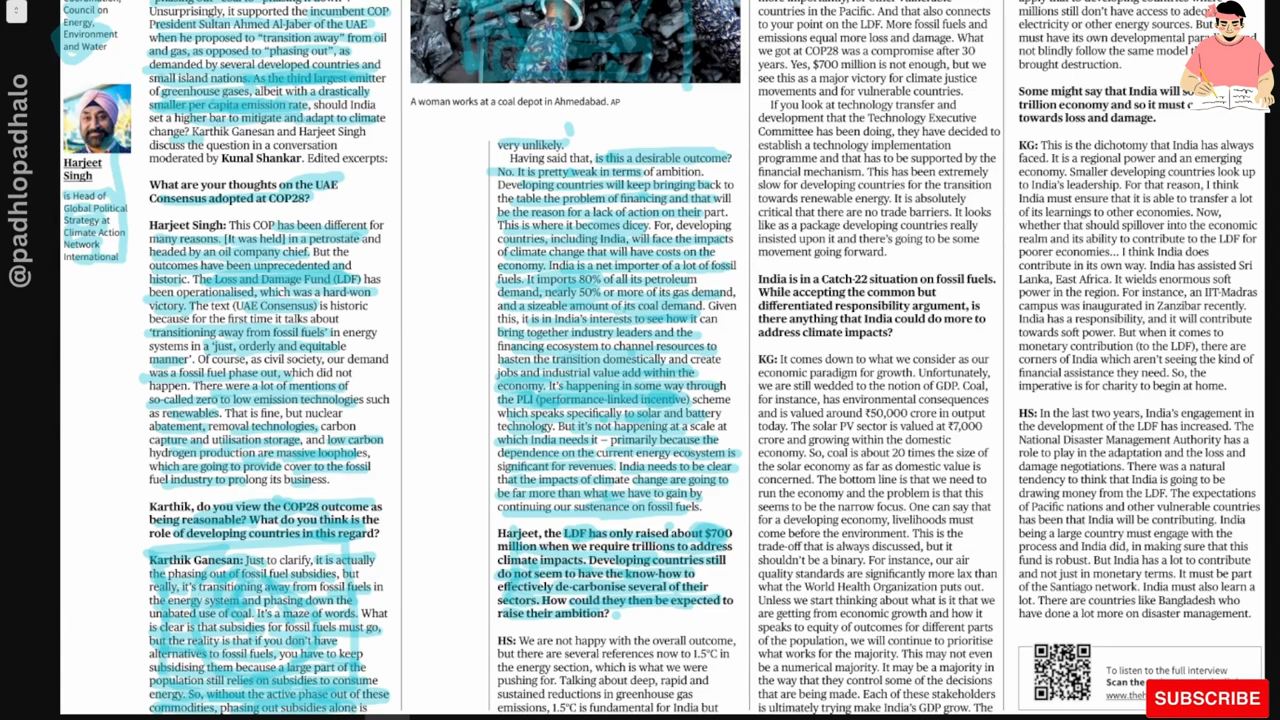 @padhlopadhalo
Coordination,
Council on
Energy,
Environment
and Water
Harjeet
Singh
is Head of
Global Political
Strategy at
Climate Action
Network
International
Unsurprisingly, it supported the incumbent COP
President Sultan Ahmed Al-Jaber of the UAE
when he proposed to “transition away” from oil
and gas, as opposed to “phasing out”, as
demanded by several developed countries and
small island nations. As the third largest emitter
of greenhouse gases, albeit with a drastically
smaller per capita emission rate, should India
set a higher bar to mitigate and adapt to climate
change? Karthik Ganesan and Harjeet Singh
discuss the question in a conversation
moderated by Kunal Shankar. Edited excerpts:
What are your thoughts on the UAE
Consensus adopted at COP28?
Harjeet Singh: This COP has been different for
many reasons. [It was held] in a petrostate and
headed by an oil company chief. But the
outcomes have been unprecedented and
historic. The Loss and Damage Fund (LDF) has
been operationalised, which was a hard-won
victory. The text (UAE Consensus) is historic
because for the first time it talks about
‘transitioning away from fossil fuels’ in energy
systems in a ‘just, orderly and equitable
manner’. Of course, as civil society, our demand
was a fossil fuel phase out, which did not
happen. There were a lot of mentions of
so-called zero to low emission technologies such
as renewables. That is fine, but nuclear
abatement, removal technologies, carbon
capture and utilisation storage, and low carbon
hydrogen production are massive loopholes,
which are going to provide cover to the fossil
fuel industry to prolong its business.
Karthik, do you view the COP28 outcome as
being reasonable? What do you think is the
role of developing countries in this regard?
Karthik Ganesan: Just to clarify, it is actually
the phasing out of fossil fuel subsidies, but
really, it’s transitioning away from fossil fuels in
the energy system and phasing down the
unabated use of coal. It’s a maze of words. What
is clear is that subsidies for fossil fuels must go,
but the reality is that if you don’t have
alternatives to fossil fuels, you have to keep
subsidising them because a large part of the
population still relies on subsidies to consume
energy. So, without the active phase out of these
commodities, phasing out subsidies alone is
A woman works at a coal depot in Ahmedabad. AP
very unlikely.
Having said that, is this a desirable outcome?
No. It is pretty weak in terms of ambition.
Developing countries will keep bringing back to
the table the problem of financing and that will
be the reason for a lack of action on their part.
This is where it becomes dicey. For, developing
countries, including India, will face the impacts
of climate change that will have costs on the
economy. India is a net importer of a lot of fossil
fuels. It imports 80% of all its petroleum
demand, nearly 50% or more of its gas demand,
and a sizeable amount of its coal demand. Given
this, it is in India’s interests to see how it can
bring together industry leaders and the
financing ecosystem to channel resources to
hasten the transition domestically and create
jobs and industrial value add within the
economy. It’s happening in some way through
the PLI (performance-linked incentive) scheme
which speaks specifically to solar and battery
technology. But it’s not happening at a scale at
which India needs it – primarily because the
dependence on the current energy ecosystem is
significant for revenues. India needs to be clear
that the impacts of climate change are going to
be far more than what we have to gain by
continuing our sustenance on fossil fuels.
Harjeet, the LDF has only raised about $700
million when we require trillions to address
climate impacts. Developing countries still
do not seem to have the know-how to
effectively de-carbonise several of their
sectors. How could they then be expected to
raise their ambition?
HS: We are not happy with the overall outcome,
but there are several references now to 1.5°C in
the energy section, which is what we were
pushing for. Talking about deep, rapid and
sustained reductions in greenhouse gas
emissions, 1.5°C is fundamental for India but
countries in the Pacific. And that also connects
to your point on the LDF. More fossil fuels and
emissions equal more loss and damage. What
we got at COP28 was a compromise after 30
years. Yes, $700 million is not enough, but we
see this as a major victory for climate justice
movements and for vulnerable countries.
If you look at technology transfer and
development that the Technology Executive
Committee has been doing, they have decided to
establish a technology implementation
programme and that has to be supported by the
financial mechanism. This has been extremely
slow for developing countries for the transition
towards renewable energy. It is absolutely
critical that there are no trade barriers. It looks
like as a package developing countries really
insisted upon it and there’s going to be some
movement going forward.
India is in a Catch-22 situation on fossil fuels.
While accepting the common but
differentiated responsibility argument, is
there anything that India could do more to
address climate impacts?
KG: It comes down to what we consider as our
economic paradigm for growth. Unfortunately,
we are still wedded to the notion of GDP. Coal,
for instance, has environmental consequences
and is valued around ₹50,000 crore in output
today. The solar PV sector is valued at ₹7,000
crore and growing within the domestic
economy. So, coal is about 20 times the size of
the solar economy as far as domestic value is
concerned. The bottom line is that we need to
run the economy and the problem is that this
seems to be the narrow focus. One can say that
for a developing economy, livelihoods must
come before the environment. This is the
trade-off that is always discussed, but it
shouldn’t be a binary. For instance, our air
quality standards are significantly more lax than
what the World Health Organization puts out.
Unless we start thinking about what is it that we
are getting from economic growth and how it
speaks to equity of outcomes for different parts
of the population, we will continue to prioritise
what works for the majority. This may not even
be a numerical majority. It may be a majority in
the way that they control some of the decisions
that are being made. Each of these stakeholders
is ultimately trying make India’s GDP grow. The
millions still don’t have access to
electricity or other energy sources. But
must have its own developmental
not blindly follow the same model
brought destruction.
Some might say that India will
trillion economy and so it must
towards loss and damage.
KG: This is the dichotomy that India has always
faced. It is a regional power and an emerging
economy. Smaller developing countries look up
to India’s leadership. For that reason, I think
India must ensure that it is able to transfer a lot
of its learnings to other economies. Now,
whether that should spillover into the economic
realm and its ability to contribute to the LDF for
poorer economies... I think India does
contribute in its own way. India has assisted Sri
Lanka, East Africa. It wields enormous soft
power in the region. For instance, an IIT-Madras
campus was inaugurated in Zanzibar recently.
India has a responsibility, and it will contribute
towards soft power. But when it comes to
monetary contribution (to the LDF), there are
corners of India which aren’t seeing the kind of
financial assistance they need. So, the
imperative is for charity to begin at home.
HS: In the last two years, India’s engagement in
the development of the LDF has increased. The
National Disaster Management Authority has a
role to play in the adaptation and the loss and
damage negotiations. There was a natural
tendency to think that India is going to be
drawing money from the LDF. The expectations
of Pacific nations and other vulnerable countries
has been that India will be contributing. India
being a large country must engage with the
process and India did, in making sure that this
fund is robust. But India has a lot to contribute
and not just in monetary terms. It must be part
of the Santiago network. India must also learn a
lot. There are countries like Bangladesh who
have done a lot more on disaster management.
To listen to the full interview
Scan the
www.theh
SUBSCRIBE